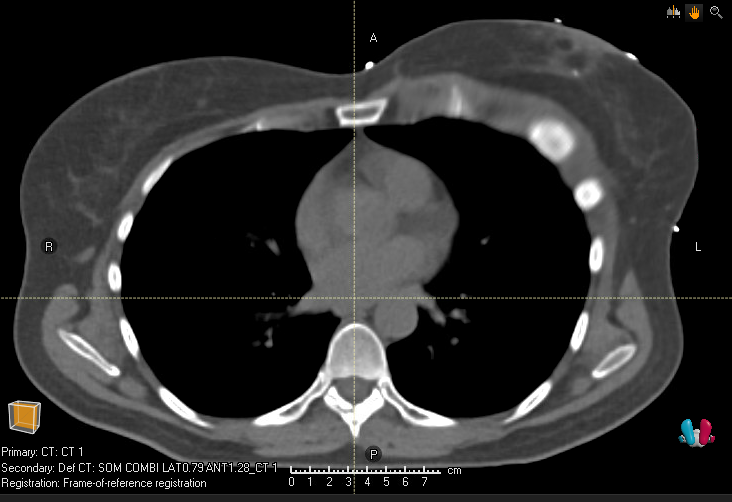 A
R
L
P
Primary: CT: CT 1
Secondary: Def CT: SOM COMBI LAT0.79 ANT1.28_CT 1
Registration: Frame-of-reference registration
0 1 2 3 4 5 6 7 cm